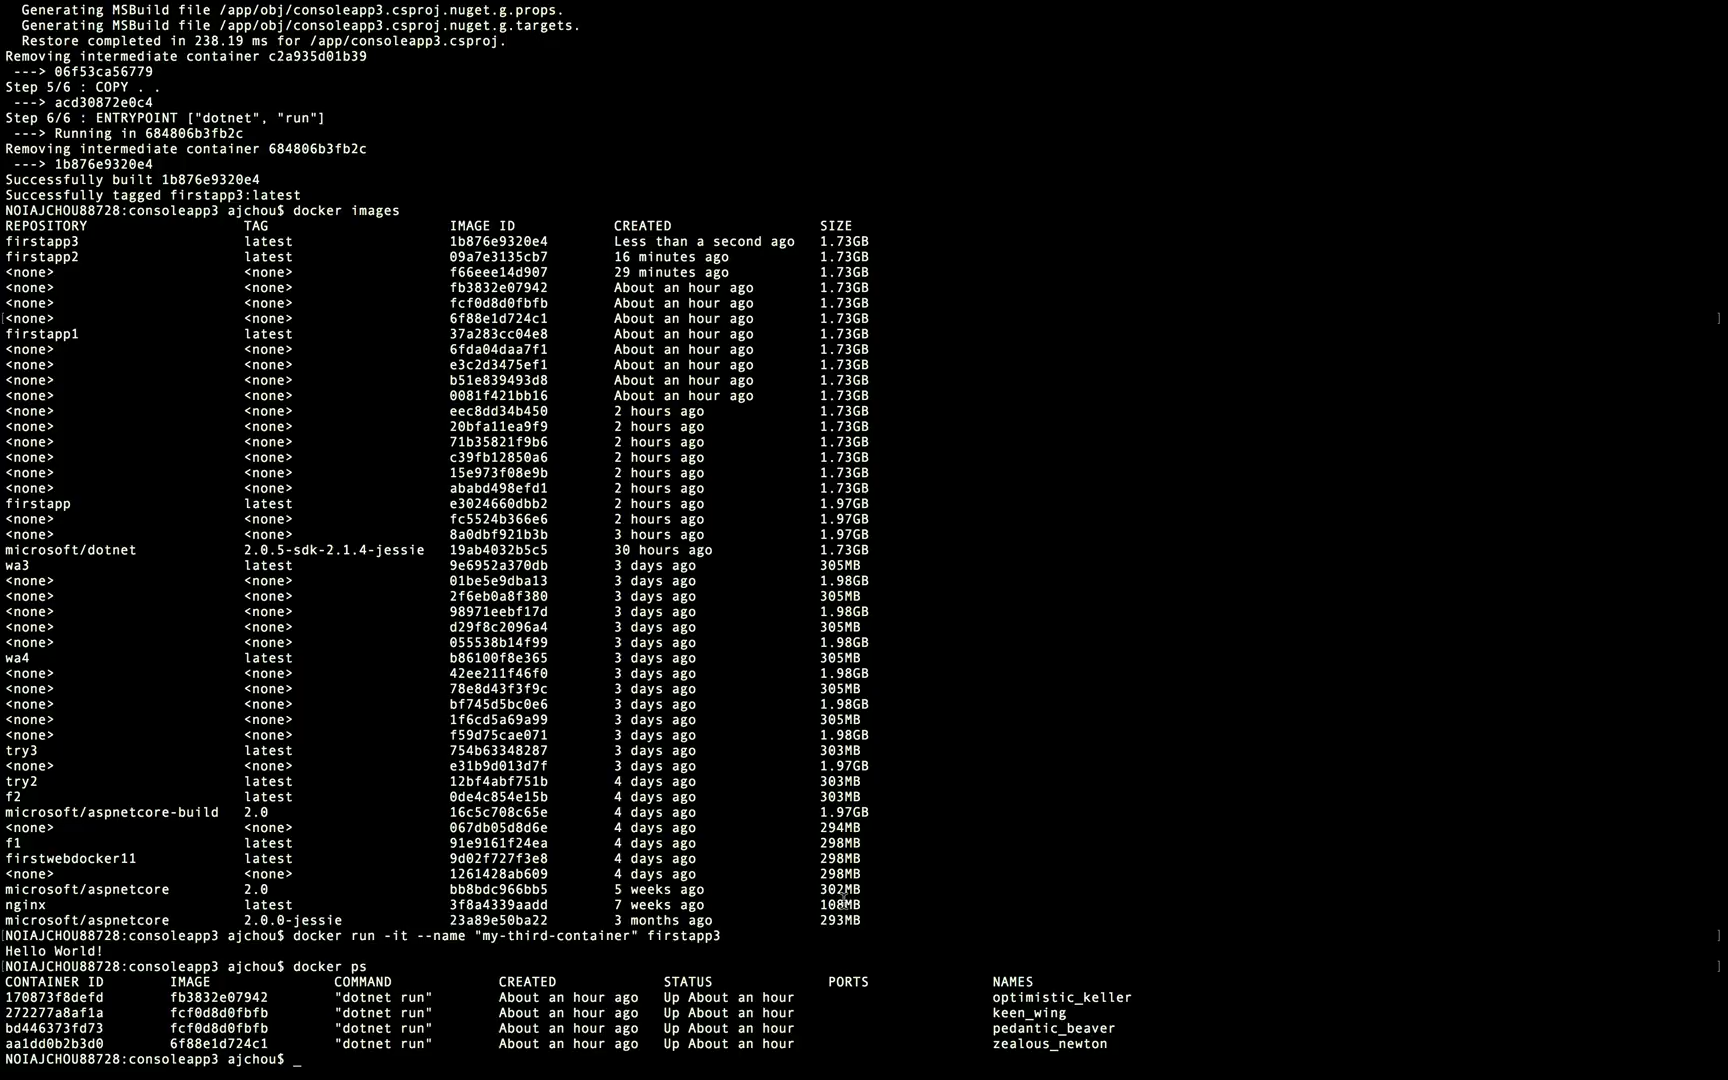 Generating MSBuild file /app/obj/consoleapp3.csproj.nuget.g.props.
Generating MSBuild file /app/obj/consoleapp3.csproj.nuget.g.targets.
Restore completed in 238.19 ms for /app/consoleapp3.csproj.
Removing intermediate container c2a935d01b39
---> 06f53ca56779
Step 5/6 : COPY . .
---> acd30872e0c4
Step 6/6 : ENTRYPOINT ["dotnet", "run"]
---> Running in 684806b3fb2c
Removing intermediate container 684806b3fb2c
---> 1b876e9320e4
Successfully built 1b876e9320e4
Successfully tagged firstapp3:latest
NOIAJCHOU88728:consoleapp3 ajchou$ docker images
REPOSITORY TAG IMAGE ID CREATED SIZE
firstapp3 latest 1b876e9320e4 Less than a second ago 1.73GB
firstapp2 latest 09a7e3135cb7 16 minutes ago 1.73GB
<none> <none> f66eee14d907 29 minutes ago 1.73GB
<none> <none> fb3832e07942 About an hour ago 1.73GB
<none> <none> fcf0d8d0fbfb About an hour ago 1.73GB
[<none> <none> 6f88e1d724c1 About an hour ago 1.73GB ]
firstapp1 latest 37a283cc04e8 About an hour ago 1.73GB
<none> <none> 6fda04daa7f1 About an hour ago 1.73GB
<none> <none> e3c2d3475ef1 About an hour ago 1.73GB
<none> <none> b51e839493d8 About an hour ago 1.73GB
<none> <none> 0081f421bb16 About an hour ago 1.73GB
<none> <none> eec8dd34b450 2 hours ago 1.73GB
<none> <none> 20bfa11ea9f9 2 hours ago 1.73GB
<none> <none> 71b35821f9b6 2 hours ago 1.73GB
<none> <none> c39fb12850a6 2 hours ago 1.73GB
<none> <none> 15e973f08e9b 2 hours ago 1.73GB
<none> <none> ababd498efd1 2 hours ago 1.73GB
firstapp latest e3024660dbb2 2 hours ago 1.97GB
<none> <none> fc5524b366e6 2 hours ago 1.97GB
<none> <none> 8a0dbf921b3b 3 hours ago 1.97GB
microsoft/dotnet 2.0.5-sdk-2.1.4-jessie 19ab4032b5c5 30 hours ago 1.73GB
wa3 latest 9e6952a370db 3 days ago 305MB
<none> <none> 01be5e9dba13 3 days ago 1.98GB
<none> <none> 2f6eb0a8f380 3 days ago 305MB
<none> <none> 98971eebf17d 3 days ago 1.98GB
<none> <none> d29f8c2096a4 3 days ago 305MB
<none> <none> 055538b14f99 3 days ago 1.98GB
wa4 latest b86100f8e365 3 days ago 305MB
<none> <none> 42ee211f46f0 3 days ago 1.98GB
<none> <none> 78e8d43f3f9c 3 days ago 305MB
<none> <none> bf745d5bc0e6 3 days ago 1.98GB
<none> <none> 1f6cd5a69a99 3 days ago 305MB
<none> <none> f59d75cae071 3 days ago 1.98GB
try3 latest 754b63348287 3 days ago 303MB
<none> <none> e31b9d013d7f 3 days ago 1.97GB
try2 latest 12bf4abf751b 4 days ago 303MB
f2 latest 0de4c854e15b 4 days ago 303MB
microsoft/aspnetcore-build 2.0 16c5c708c65e 4 days ago 1.97GB
<none> <none> 067db05d8d6e 4 days ago 294MB
f1 latest 91e9161f24ea 4 days ago 298MB
firstwebdocker11 latest 9d02f727f3e8 4 days ago 298MB
<none> <none> 1261428ab609 4 days ago 298MB
microsoft/aspnetcore 2.0 bb8bdc966bb5 5 weeks ago 302MB
nginx latest 3f8a4339aadd 7 weeks ago 108MB
microsoft/aspnetcore 2.0.0-jessie 23a89e50ba22 3 months ago 293MB
[NOIAJCHOU88728:consoleapp3 ajchou$ docker run -it --name "my-third-container" firstapp3 ]
Hello World!
[NOIAJCHOU88728:consoleapp3 ajchou$ docker ps ]
CONTAINER ID IMAGE COMMAND CREATED STATUS PORTS NAMES
170873f8defd fb3832e07942 "dotnet run" About an hour ago Up About an hour optimistic_keller
272277a8af1a fcf0d8d0fbfb "dotnet run" About an hour ago Up About an hour keen_wing
bd446373fd73 fcf0d8d0fbfb "dotnet run" About an hour ago Up About an hour pedantic_beaver
aa1dd0b2b3d0 6f88e1d724c1 "dotnet run" About an hour ago Up About an hour zealous_newton
NOIAJCHOU88728:consoleapp3 ajchou$ _